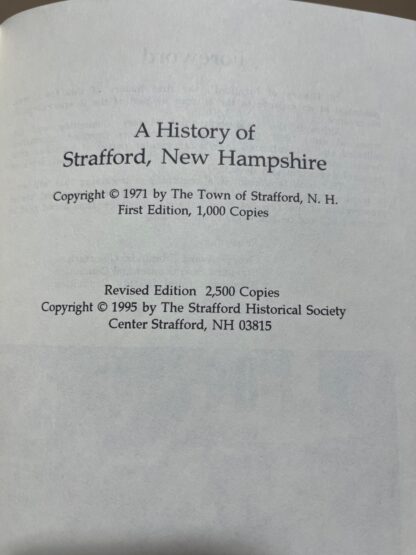 A History of
Strafford, New Hampshire
Copyright © 1971 by The Town of Strafford, N. H.
First Edition, 1,000 Copies
Revised Edition 2,500 Copies
Copyright © 1995 by The Strafford Historical Society
Center Strafford, NH 03815